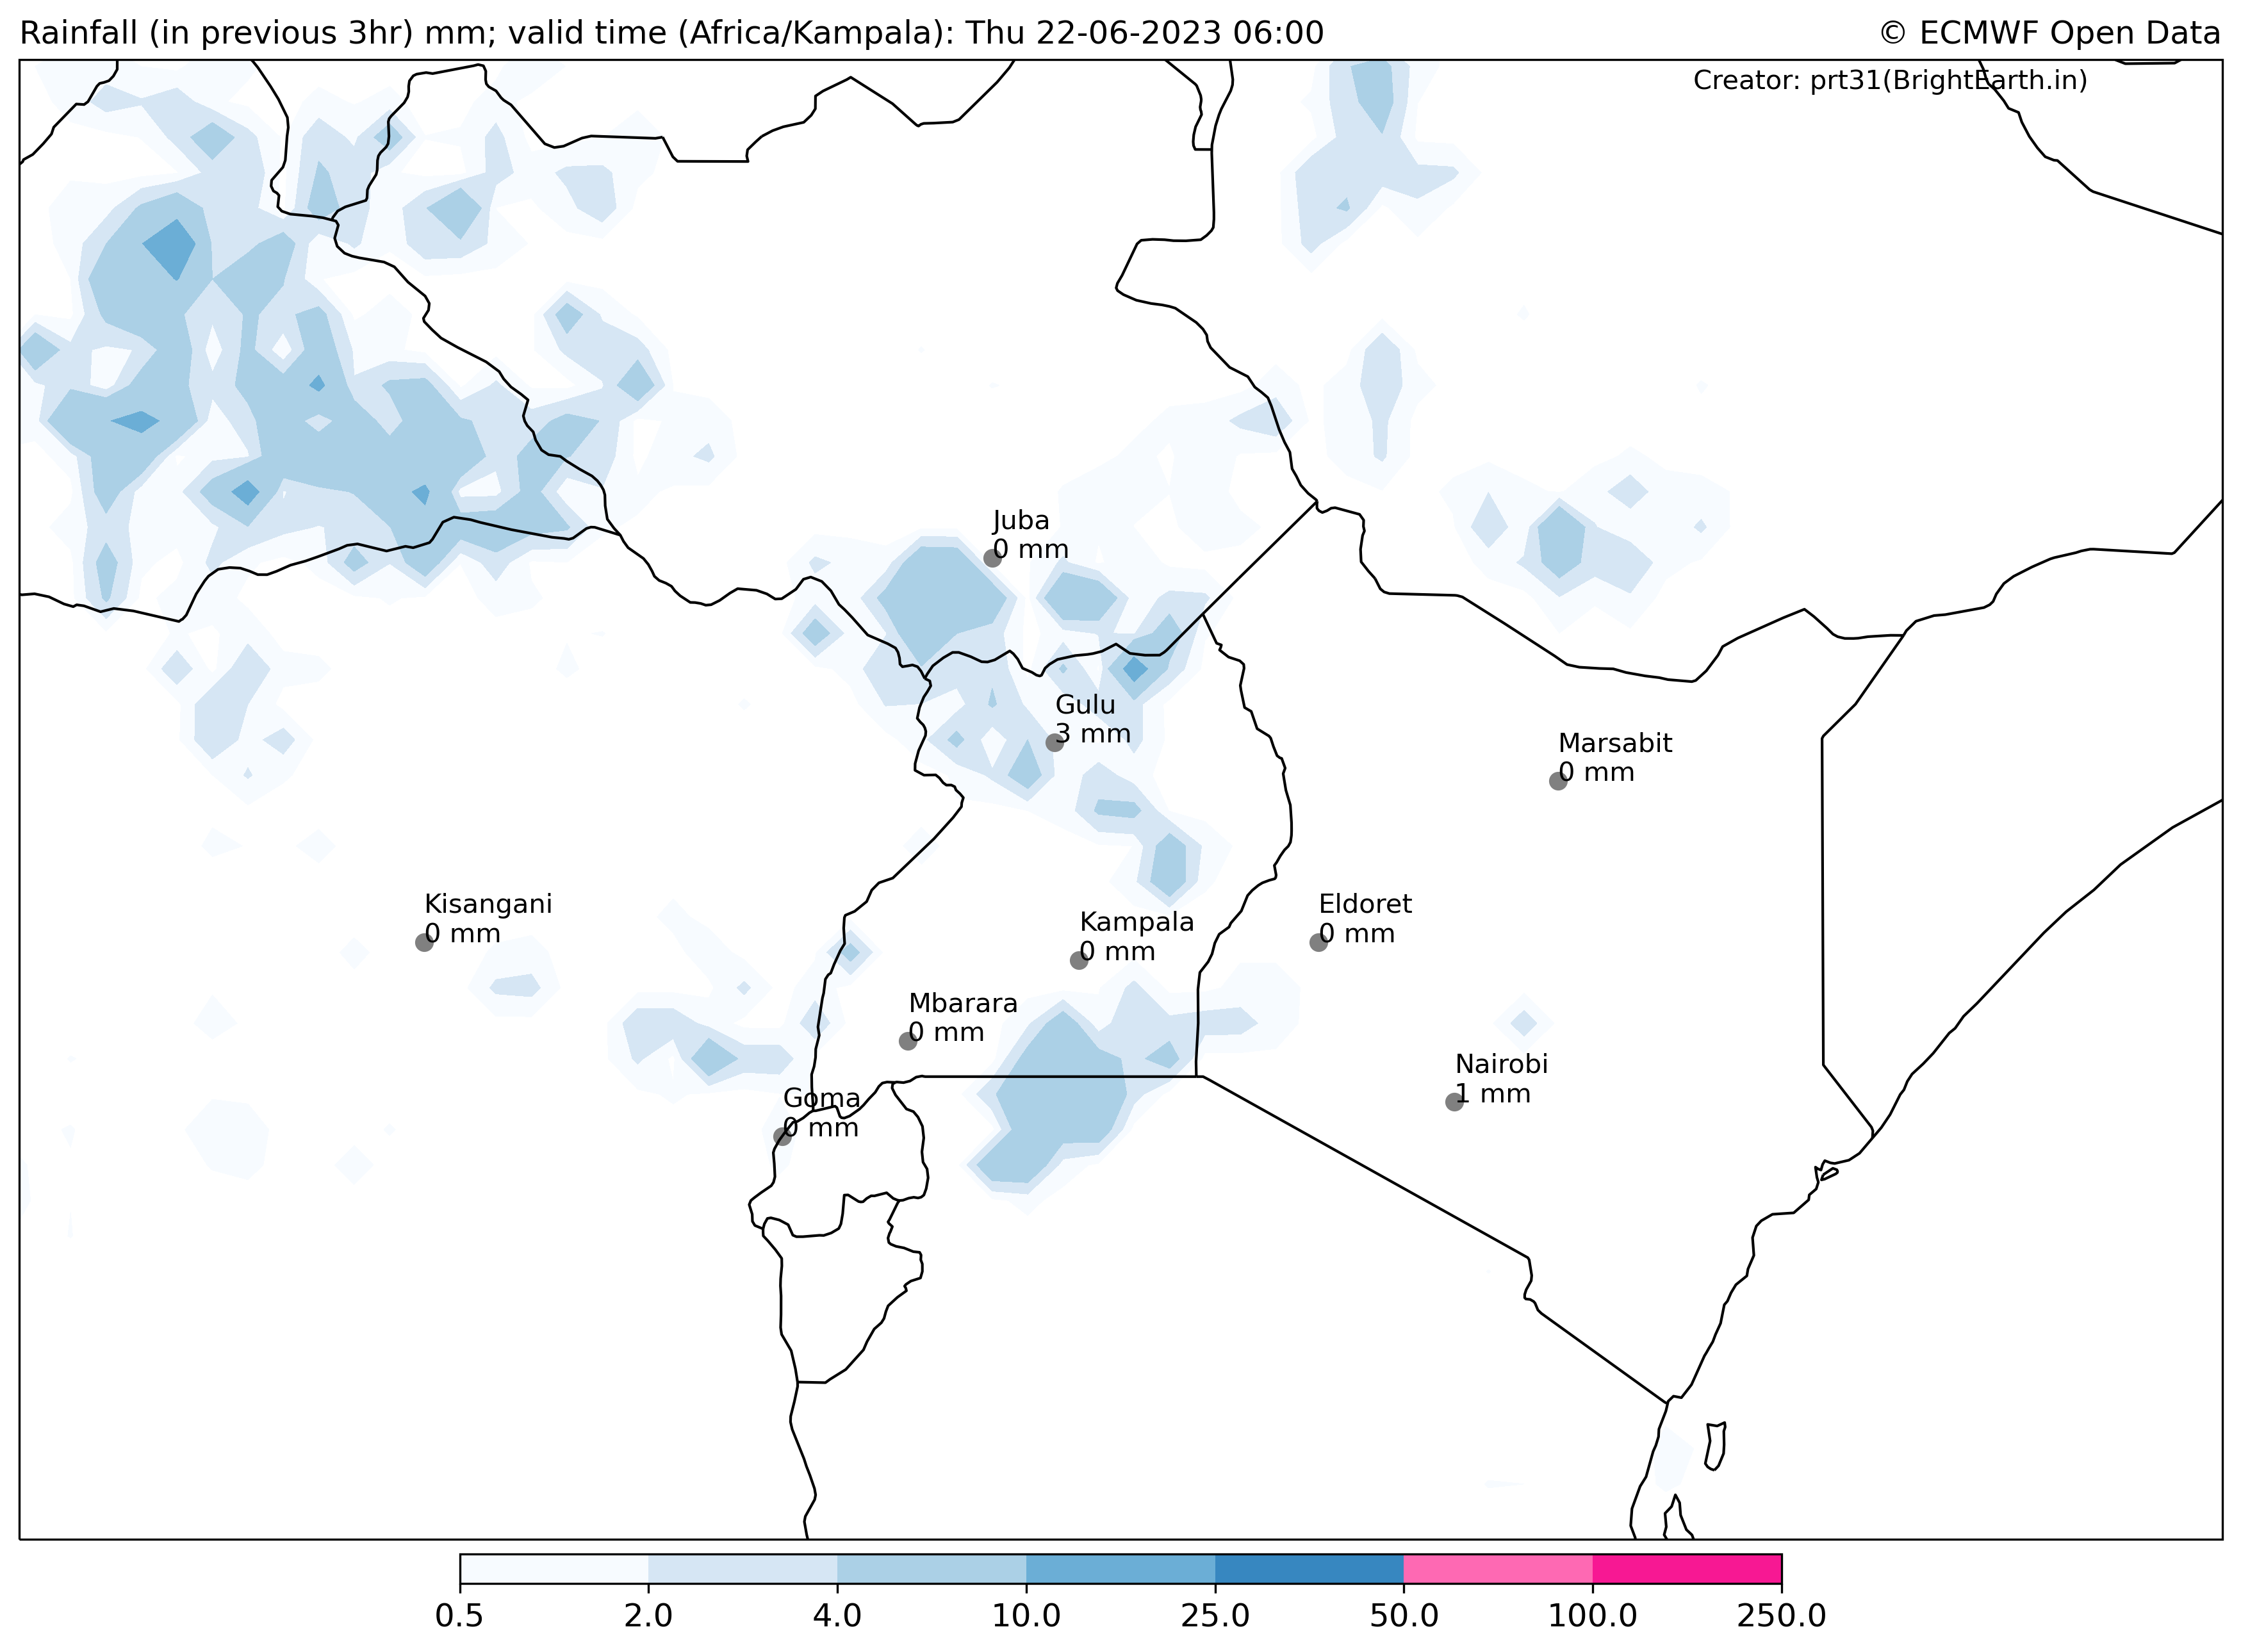 Rainfall (in previous 3hr) mm; valid time (Africa/Kampala): Thu 22-06-2023 06:00
© ECMWF Open Data
Creator: prt31(BrightEarth.in)
Juba
0 mm
Gulu
3 mm
Marsabit
0 mm
Kisangani
0 mm
Eldoret
0 mm
Kampala
0 mm
Mbarara
0 mm
Nairobi
1 mm
Goma
0 mm
0.5 2.0 4.0 10.0 25.0 50.0 100.0 250.0